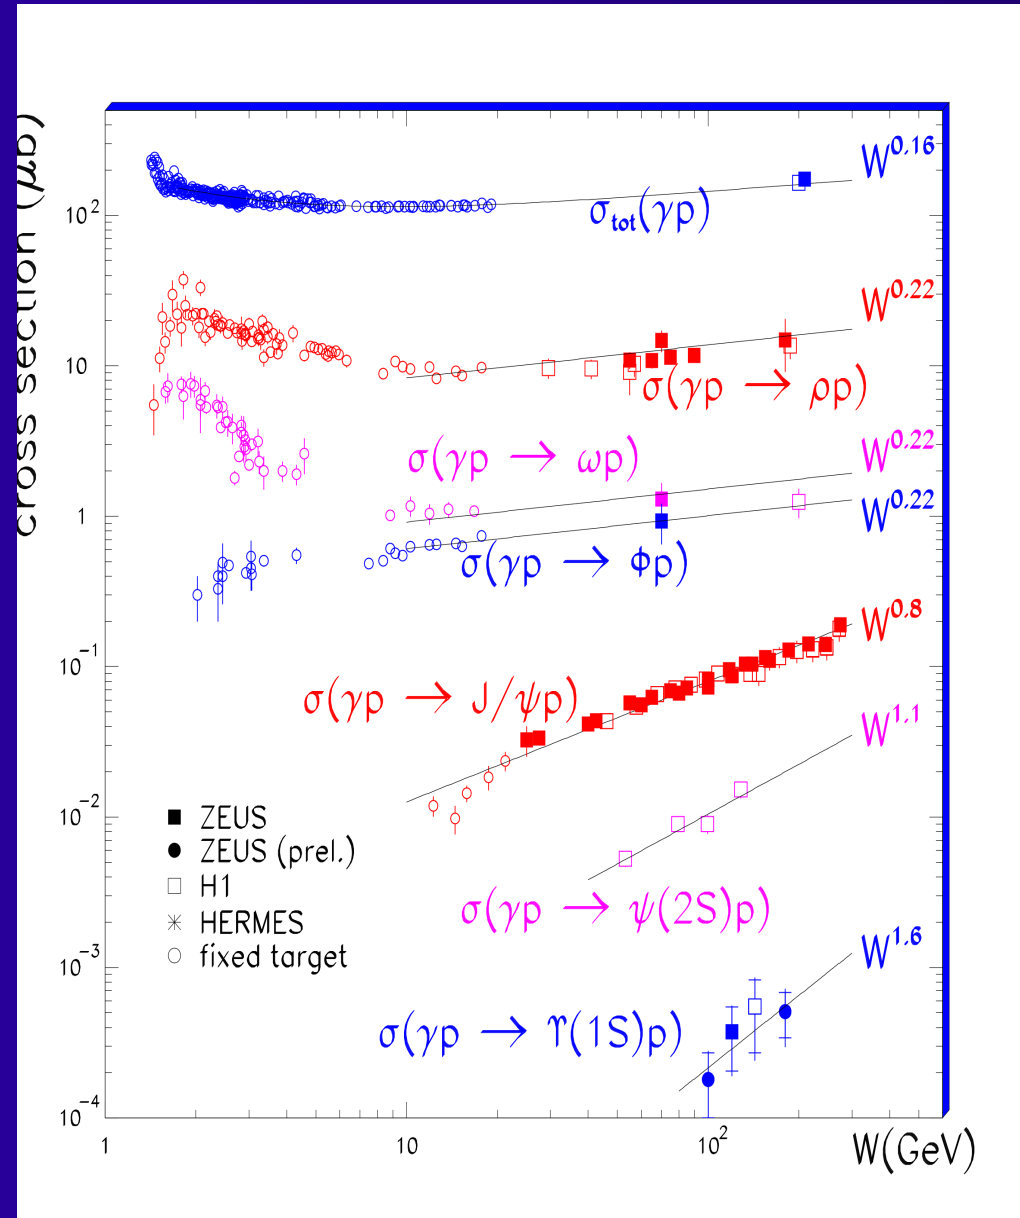 cross section (μb)
W^0.16
σ_tot(γp)
10^2
W^0.22
10
σ(γp → ρp)
W^0.22
σ(γp → ωp)
1
W^0.22
σ(γp → Φp)
W^0.8
10^-1
σ(γp → J/ψp)
W^1.1
10^-2
ZEUS
ZEUS (prel.)
H1
HERMES
fixed target
σ(γp → ψ(2S)p)
W^1.6
10^-3
σ(γp → ϒ(1S)p)
10^-4
1
10
10^2
W(GeV)